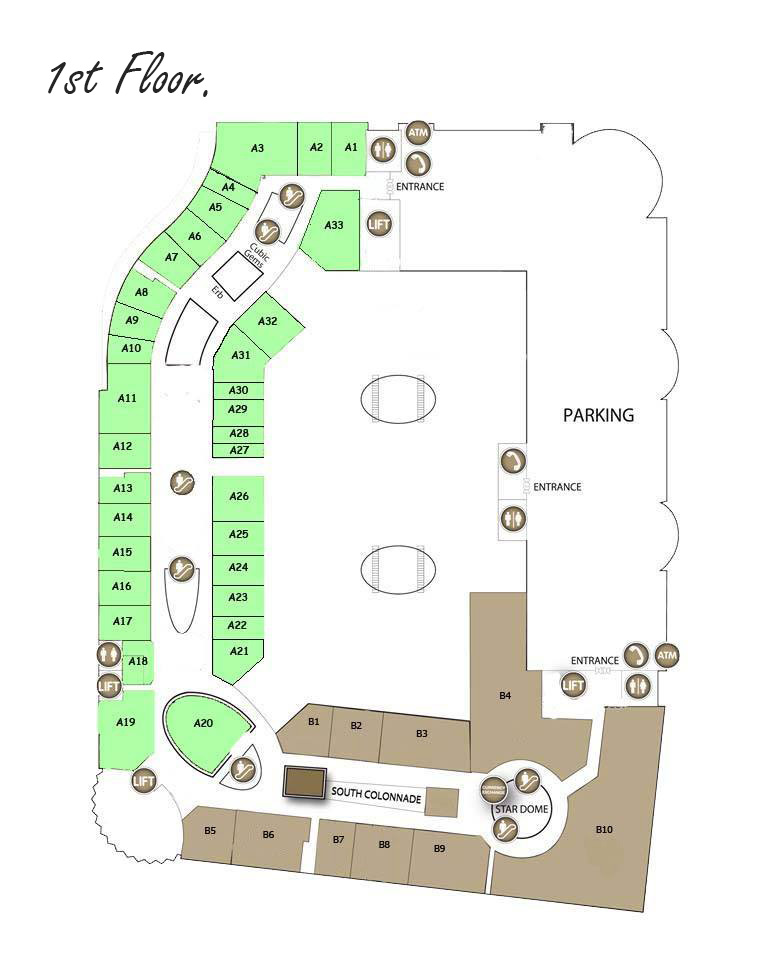 1st Floor.
A3
A2
A1
ATM
ENTRANCE
A4
A5
A33
LIFT
A6
A7
Cubic
Gems
Erb
A8
A9
A10
A32
A31
A30
A29
A28
A27
A11
A12
PARKING
A13
A14
A15
A16
A17
A18
A26
A25
A24
A23
A22
A21
ENTRANCE
LIFT
A19
A20
LIFT
ENTRANCE
ATM
LIFT
B1
B2
B3
B4
SOUTH COLONNADE
CURRENCY
EXCHANGE
STAR DOME
B5
B6
B7
B8
B9
B10